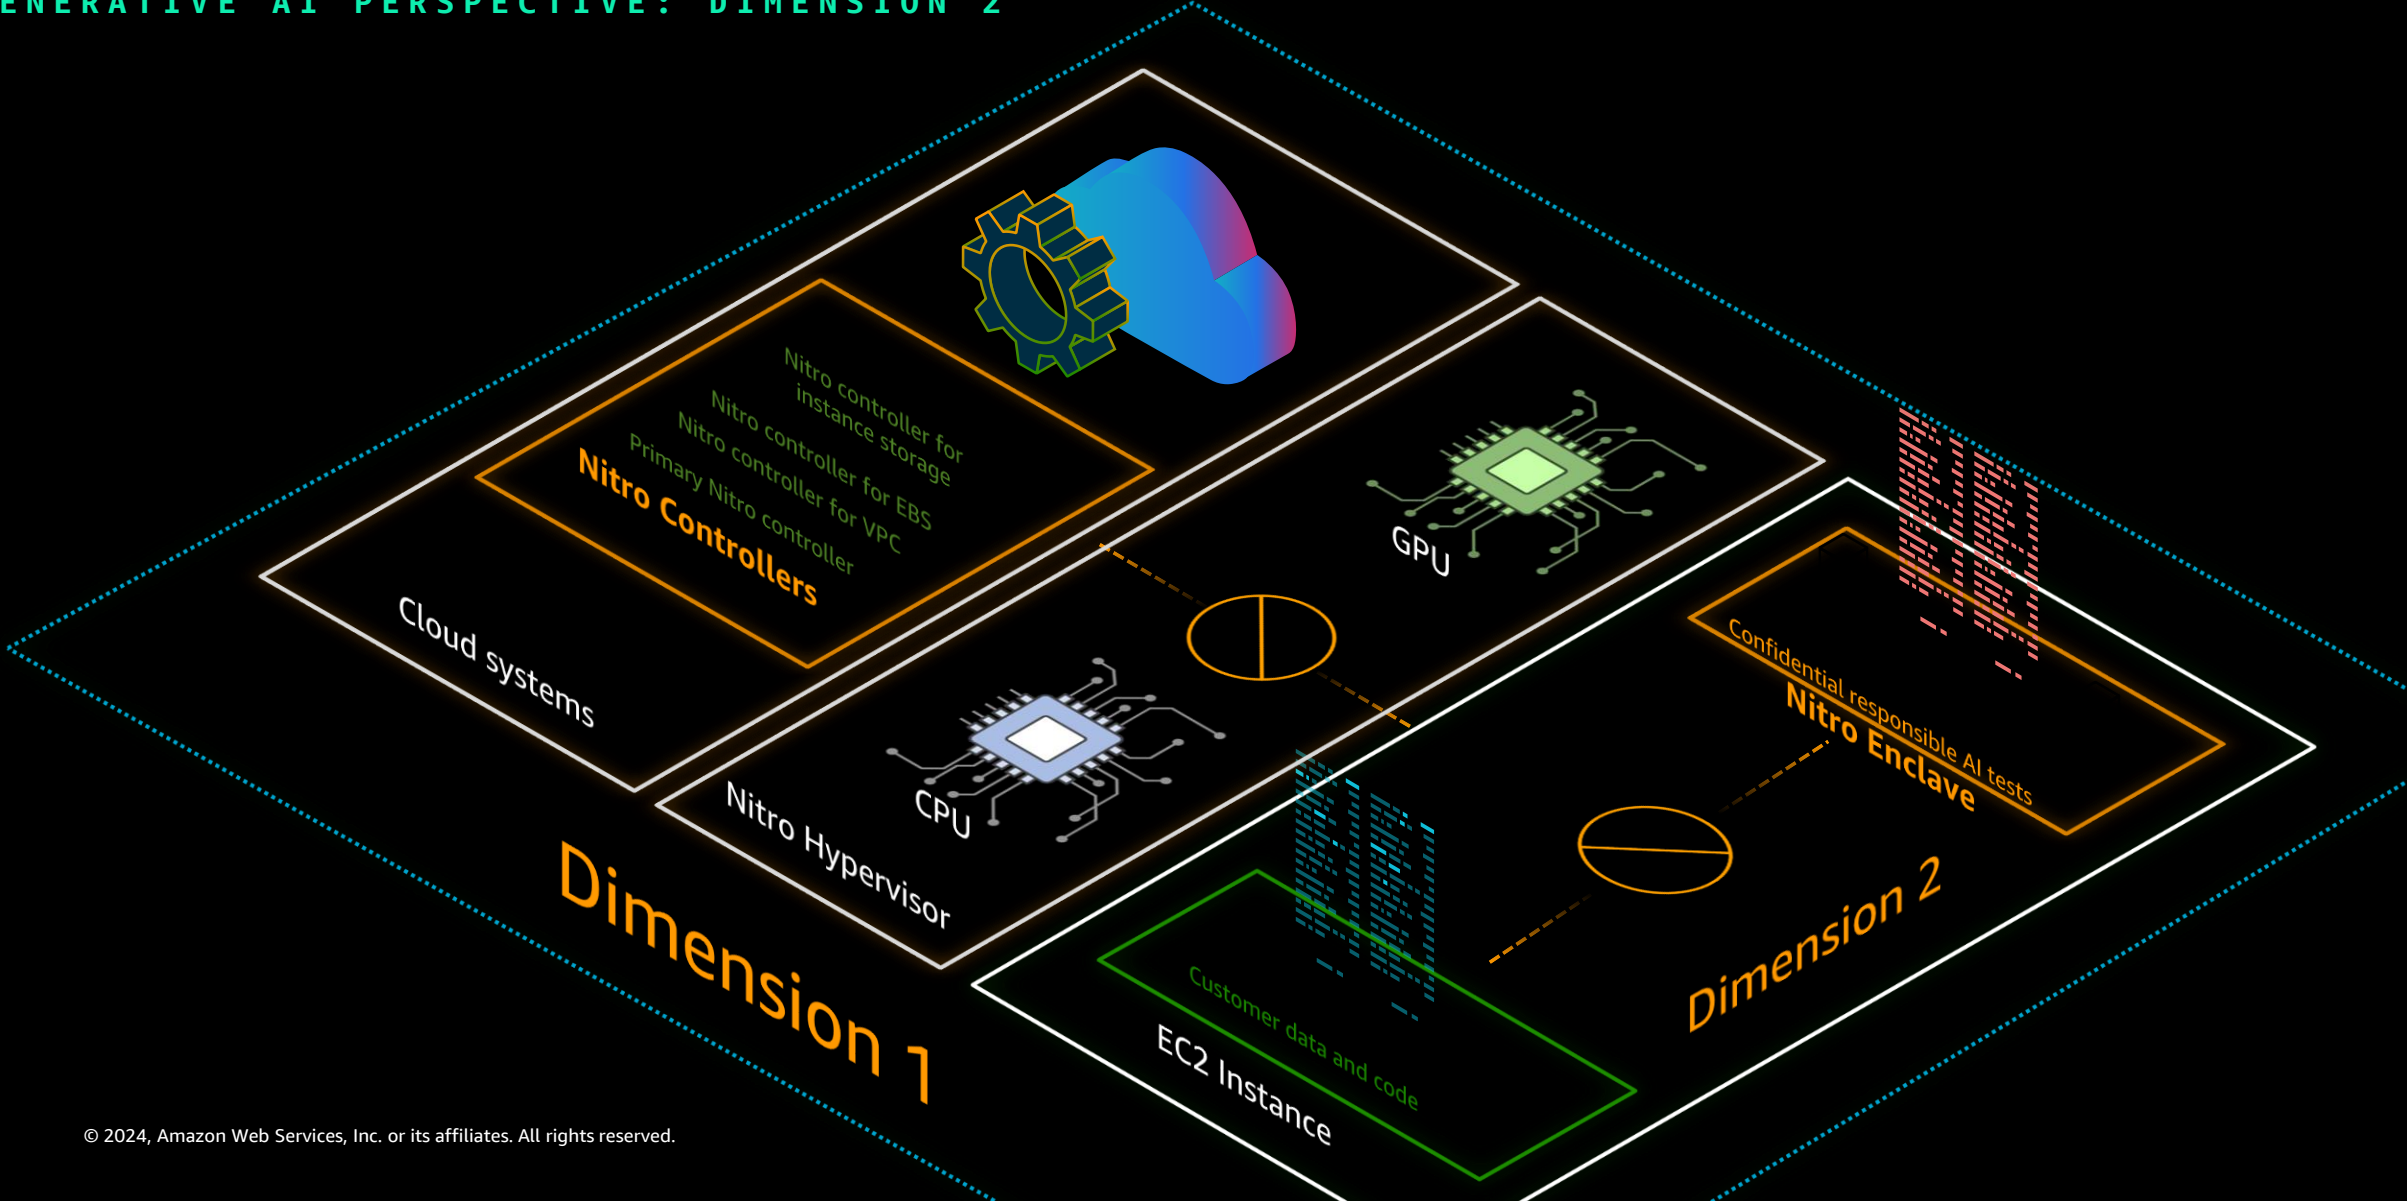 ENERATIVE AI PERSPECTIVE: DIMENSION 2
Nitro controller for
instance storage
Nitro controller for EBS
Nitro controller for VPC
Primary Nitro controller
Nitro Controllers
Cloud systems
GPU
CPU
Nitro Hypervisor
Dimension 1
Confidential responsible AI tests
Nitro Enclave
Dimension 2
Customer data and code
EC2 Instance
© 2024, Amazon Web Services, Inc. or its affiliates. All rights reserved.